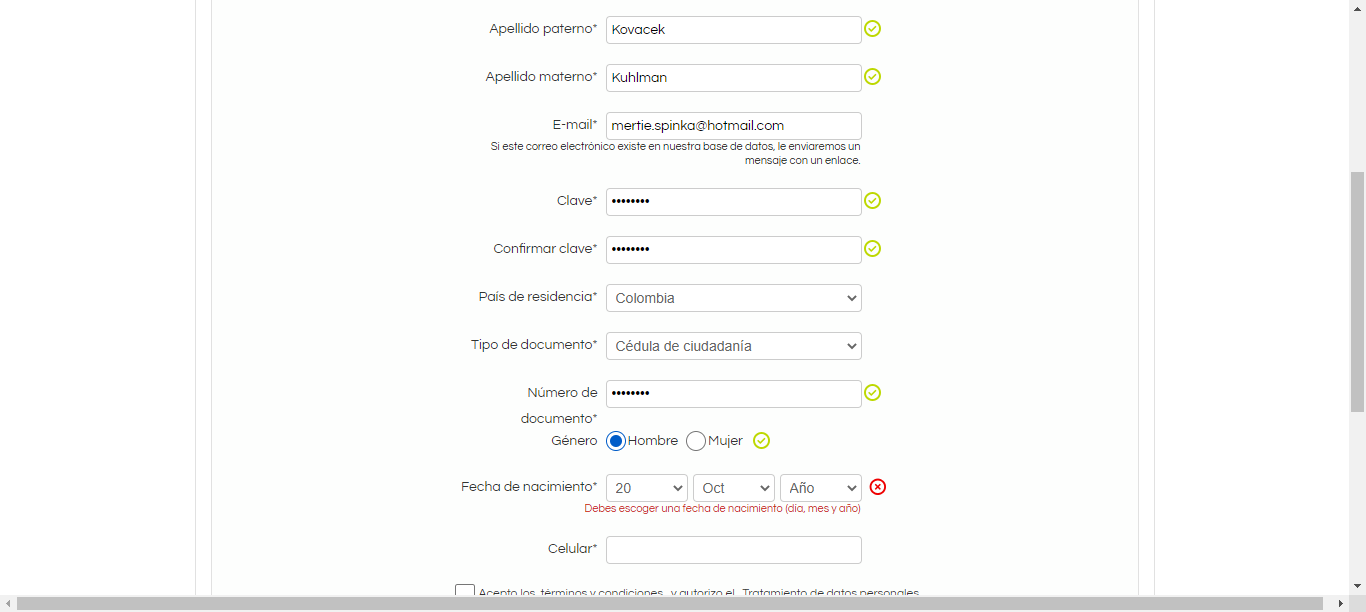 Apellido paterno* Kovacek
Apellido materno* Kuhlman
E-mail* mertie.spinka@hotmail.com
Si este correo electrónico existe en nuestra base de datos, le enviaremos un
mensaje con un enlace.
Clave* ••••••••
Confirmar clave* ••••••••
País de residencia* Colombia
Tipo de documento* Cédula de ciudadanía
Número de ••••••••
documento*
Género Hombre Mujer
Fecha de nacimiento* 20 Oct Año
Debes escoger una fecha de nacimiento (día, mes y año)
Celular*
Acepto los términos y condiciones y autorizo el Tratamiento de datos personales